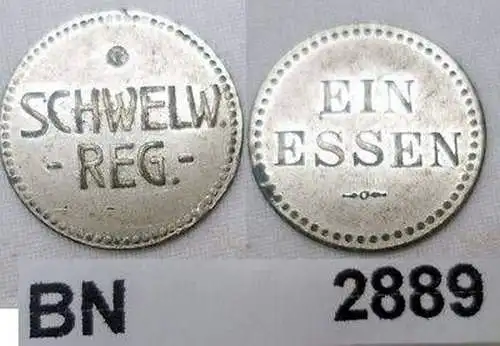 SCHWELW.
- REG. -
EIN
ESSEN
BN 2889